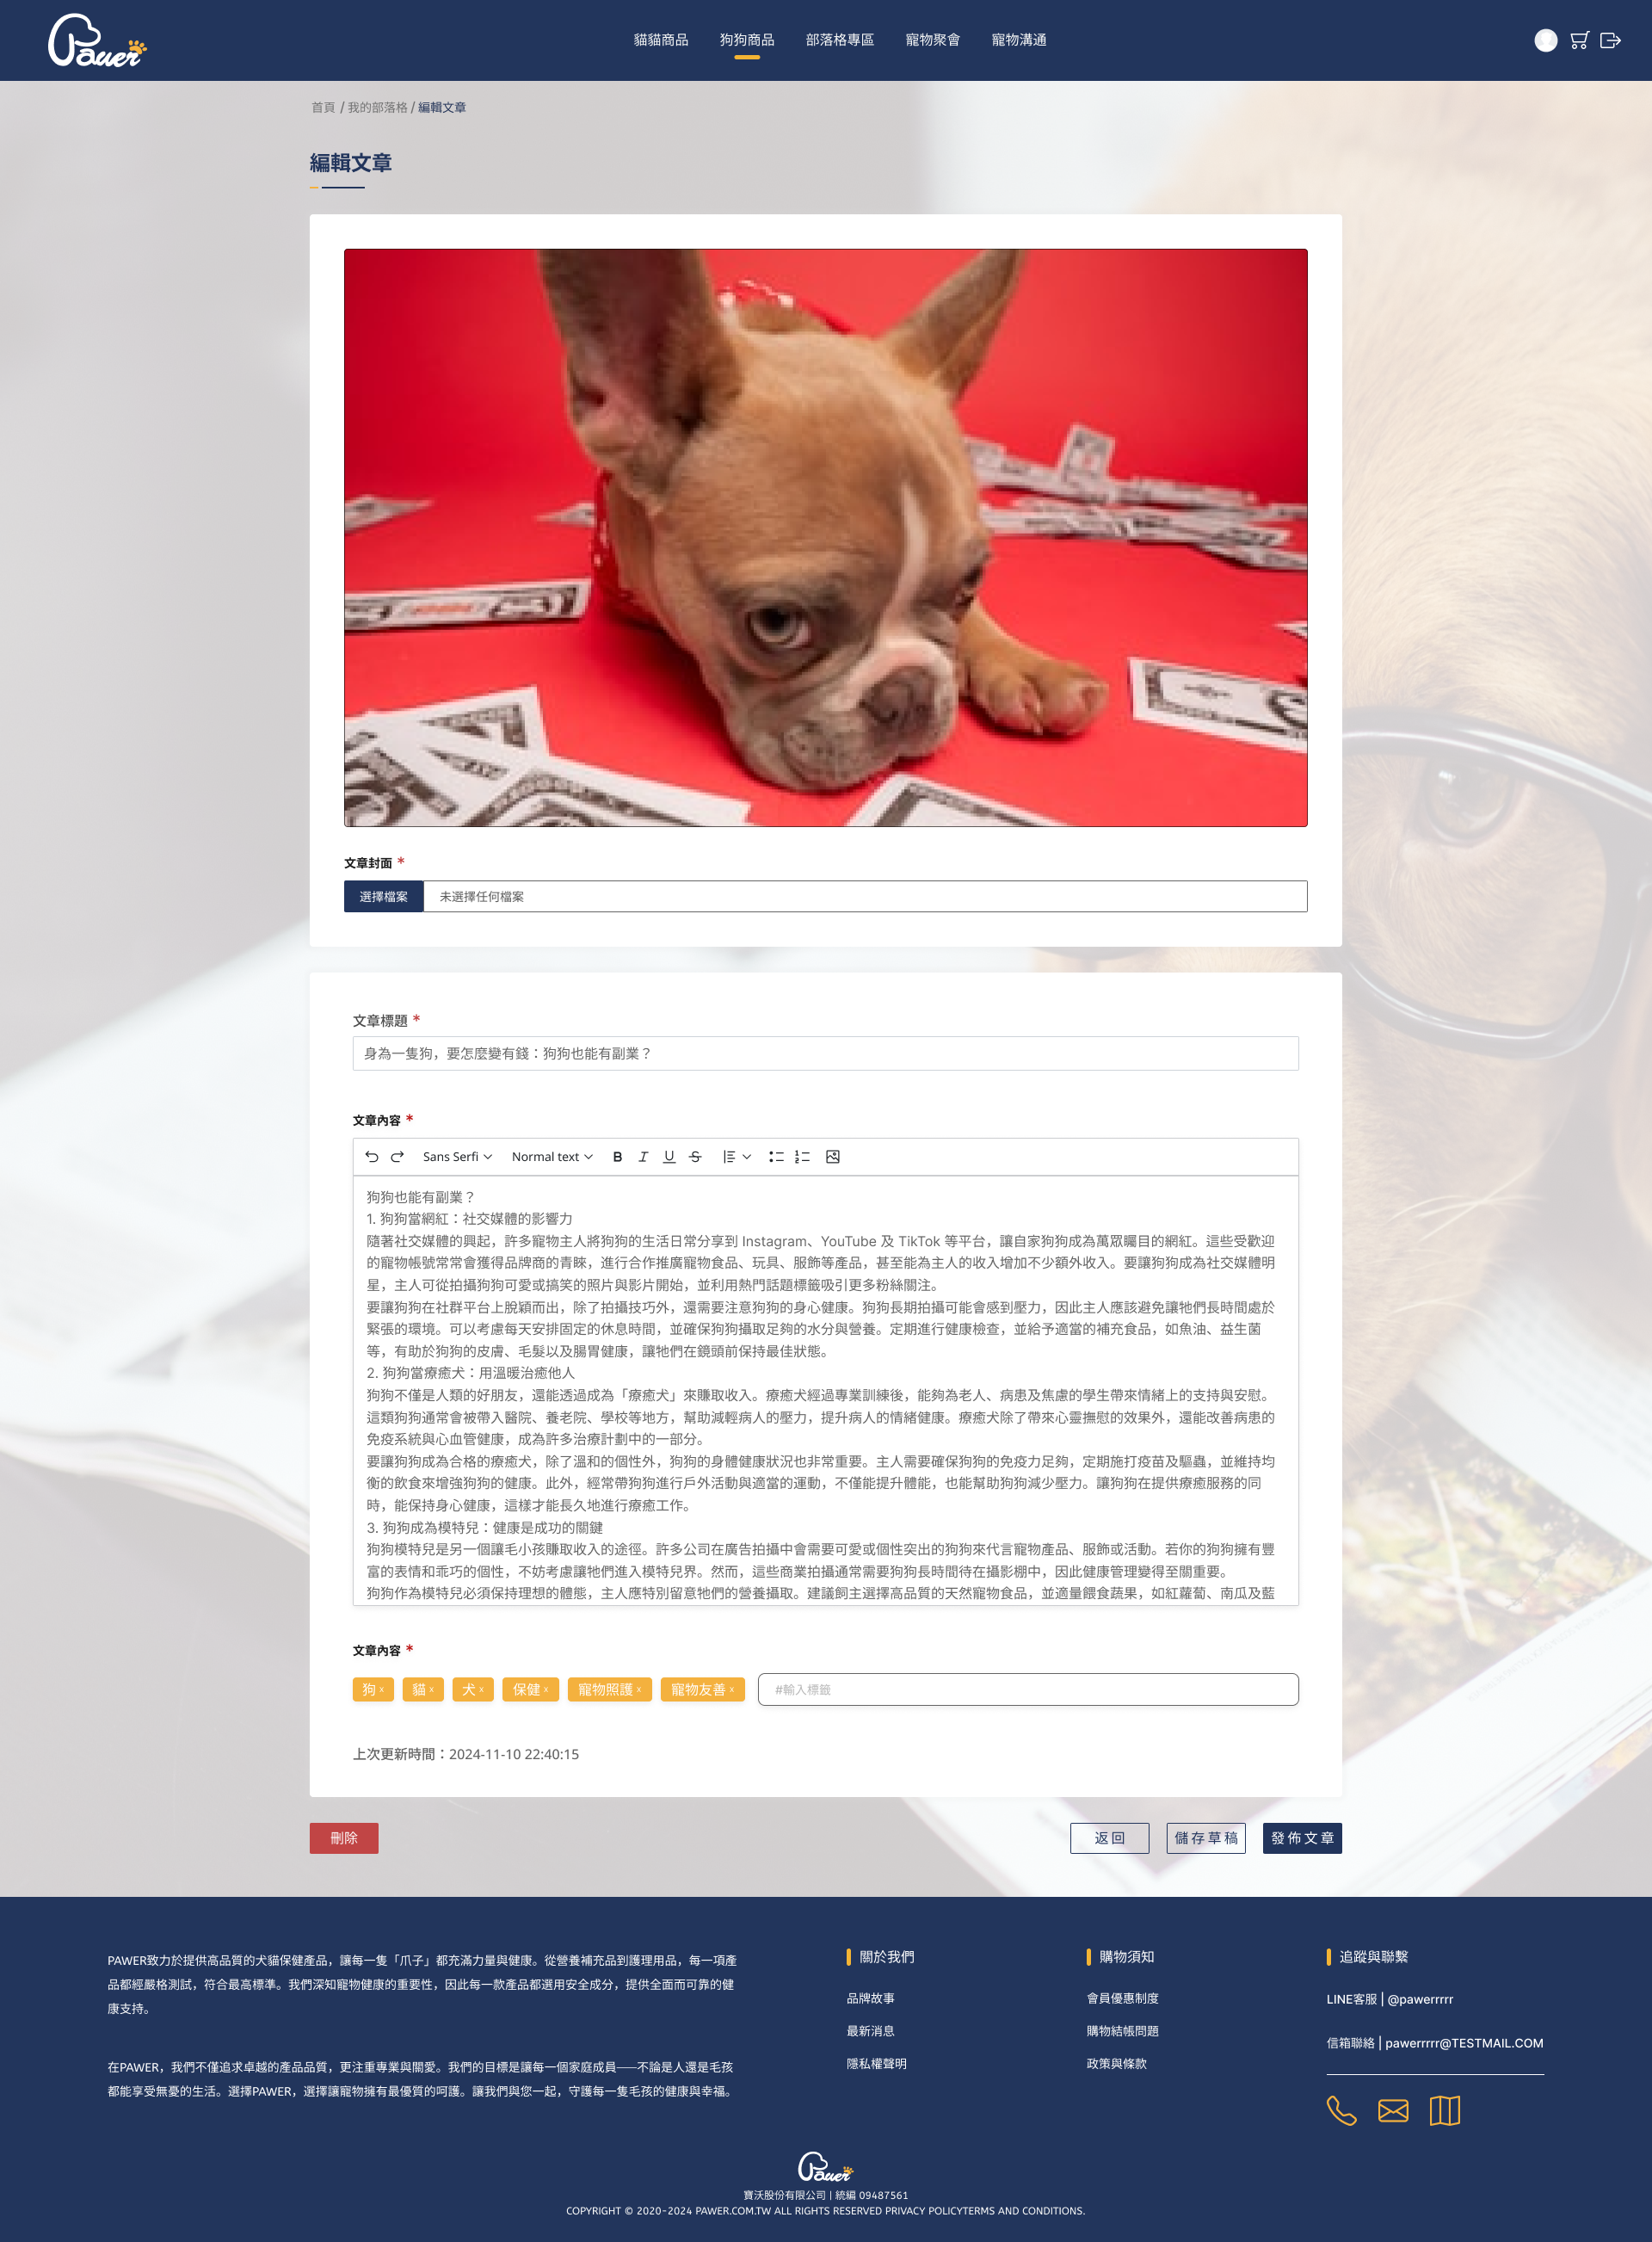 Pawer
貓貓商品 狗狗商品 部落格專區 寵物聚會 寵物溝通
首頁 / 我的部落格 / 編輯文章
編輯文章
文章封面 *
選擇檔案 未選擇任何檔案
文章標題 *
身為一隻狗，要怎麼變有錢：狗狗也能有副業？
文章內容 *
Sans Serfi Normal text B I U S
狗狗也能有副業？
1. 狗狗當網紅：社交媒體的影響力
隨著社交媒體的興起，許多寵物主人將狗狗的生活日常分享到 Instagram、YouTube 及 TikTok 等平台，讓自家狗狗成為萬眾矚目的網紅。這些受歡迎
的寵物帳號常常會獲得品牌商的青睞，進行合作推廣寵物食品、玩具、服飾等產品，甚至能為主人的收入增加不少額外收入。要讓狗狗成為社交媒體明
星，主人可從拍攝狗狗可愛或搞笑的照片與影片開始，並利用熱門話題標籤吸引更多粉絲關注。
要讓狗狗在社群平台上脫穎而出，除了拍攝技巧外，還需要注意狗狗的身心健康。狗狗長期拍攝可能會感到壓力，因此主人應該避免讓牠們長時間處於
緊張的環境。可以考慮每天安排固定的休息時間，並確保狗狗攝取足夠的水分與營養。定期進行健康檢查，並給予適當的補充食品，如魚油、益生菌
等，有助於狗狗的皮膚、毛髮以及腸胃健康，讓牠們在鏡頭前保持最佳狀態。
2. 狗狗當療癒犬：用溫暖治癒他人
狗狗不僅是人類的好朋友，還能透過成為「療癒犬」來賺取收入。療癒犬經過專業訓練後，能夠為老人、病患及焦慮的學生帶來情緒上的支持與安慰。
這類狗狗通常會被帶入醫院、養老院、學校等地方，幫助減輕病人的壓力，提升病人的情緒健康。療癒犬除了帶來心靈撫慰的效果外，還能改善病患的
免疫系統與心血管健康，成為許多治療計劃中的一部分。
要讓狗狗成為合格的療癒犬，除了溫和的個性外，狗狗的身體健康狀況也非常重要。主人需要確保狗狗的免疫力足夠，定期施打疫苗及驅蟲，並維持均
衡的飲食來增強狗狗的健康。此外，經常帶狗狗進行戶外活動與適當的運動，不僅能提升體能，也能幫助狗狗減少壓力。讓狗狗在提供療癒服務的同
時，能保持身心健康，這樣才能長久地進行療癒工作。
3. 狗狗成為模特兒：健康是成功的關鍵
狗狗模特兒是另一個讓毛小孩賺取收入的途徑。許多公司在廣告拍攝中會需要可愛或個性突出的狗狗來代言寵物產品、服飾或活動。若你的狗狗擁有豐
富的表情和乖巧的個性，不妨考慮讓牠們進入模特兒界。然而，這些商業拍攝通常需要狗狗長時間待在攝影棚中，因此健康管理變得至關重要。
狗狗作為模特兒必須保持理想的體態，主人應特別留意牠們的營養攝取。建議飼主選擇高品質的天然寵物食品，並適量餵食蔬果，如紅蘿蔔、南瓜及藍
文章內容 *
狗 x 貓 x 犬 x 保健 x 寵物照護 x 寵物友善 x #輸入標籤
上次更新時間：2024-11-10 22:40:15
刪除 返回 儲存草稿 發佈文章
PAWER致力於提供高品質的犬貓保健產品，讓每一隻「爪子」都充滿力量與健康。從營養補充品到護理用品，每一項產
品都經嚴格測試，符合最高標準。我們深知寵物健康的重要性，因此每一款產品都選用安全成分，提供全面而可靠的健
康支持。
在PAWER，我們不僅追求卓越的產品品質，更注重專業與關愛。我們的目標是讓每一個家庭成員——不論是人還是毛孩
都能享受無憂的生活。選擇PAWER，選擇讓寵物擁有最優質的呵護。讓我們與您一起，守護每一隻毛孩的健康與幸福。
關於我們
品牌故事
最新消息
隱私權聲明
購物須知
會員優惠制度
購物結帳問題
政策與條款
追蹤與聯繫
LINE客服 | @pawerrrrr
信箱聯絡 | pawerrrrr@TESTMAIL.COM
Pawer
寶沃股份有限公司 | 統編 09487561
COPYRIGHT © 2020-2024 PAWER.COM.TW ALL RIGHTS RESERVED PRIVACY POLICYTERMS AND CONDITIONS.